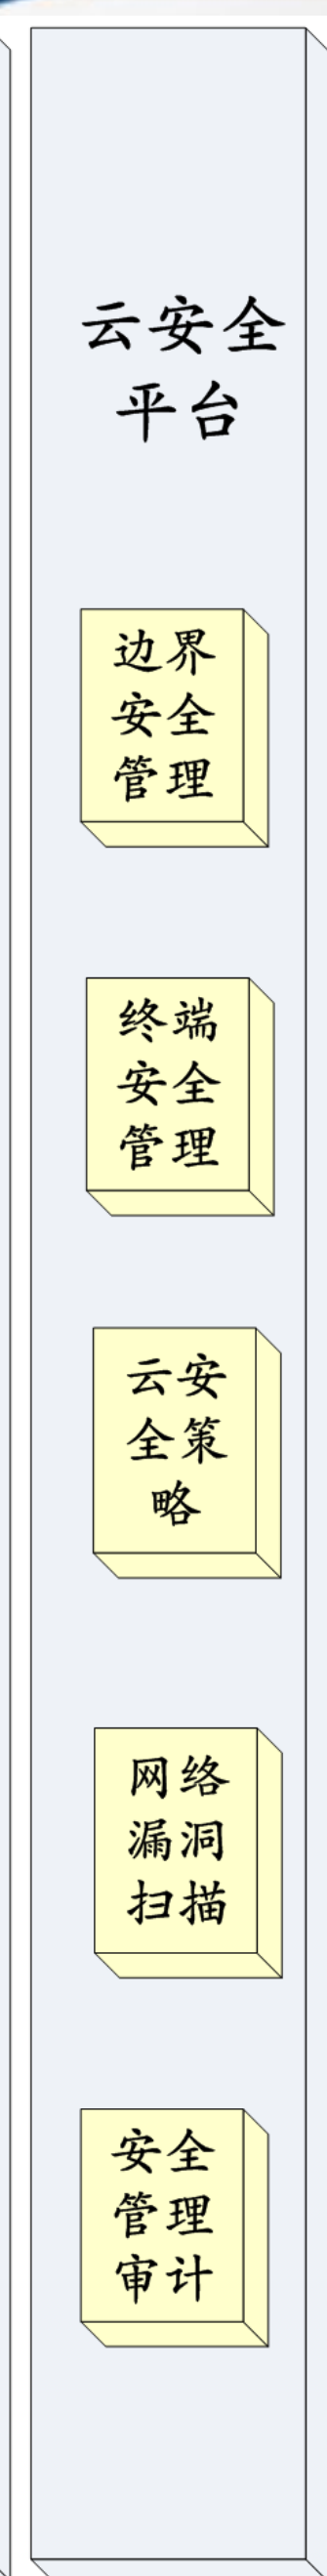 云安全
平台
边界
安全
管理
终端
安全
管理
云安
全策
略
网络
漏洞
扫描
安全
管理
审计